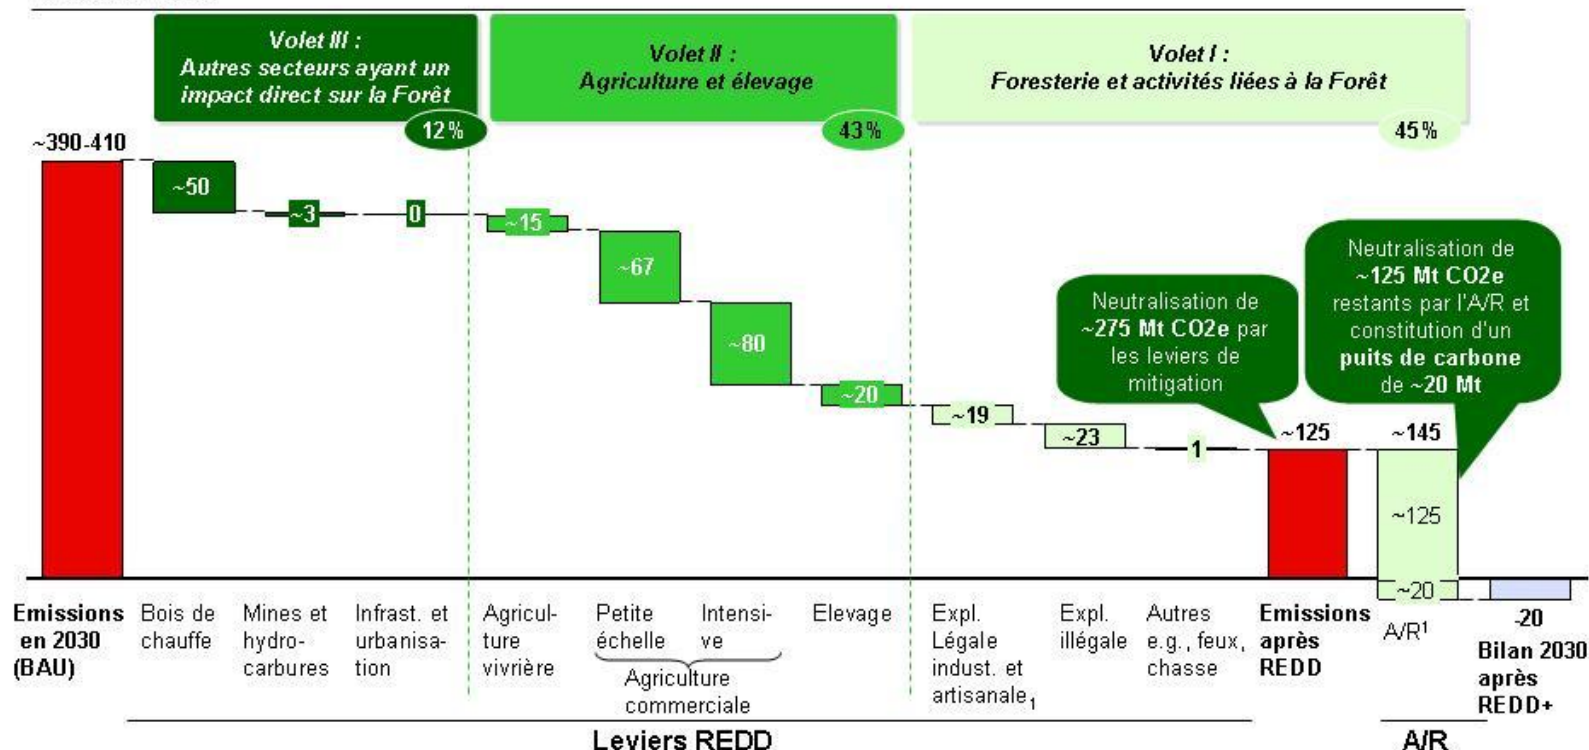 Volet III :
Autres secteurs ayant un
impact direct sur la Forêt
12%
Volet II :
Agriculture et élevage
43%
Volet I :
Foresterie et activités liées à la Forêt
45%
~390-410
~50
~3
0
~15
~67
~80
~20
~19
~23
1
~125
~145
~125
~20
-20
Neutralisation de
~275 Mt CO2e par
les leviers de
mitigation
Neutralisation de
~125 Mt CO2e
restants par l'A/R et
constitution d'un
puits de carbone
de ~20 Mt
Emissions
en 2030
(BAU)
Bois de
chauffe
Mines et
hydro-
carbures
Infrast. et
urbanisa-
tion
Agricul-
ture
vivrière
Petite
échelle
Intensi-
ve
Agriculture
commerciale
Elevage
Expl.
Légale
indust. et
artisanale1
Expl.
illégale
Autres
e.g., feux,
chasse
Emissions
après
REDD
A/R1
Bilan 2030
après
REDD+
Leviers REDD
A/R